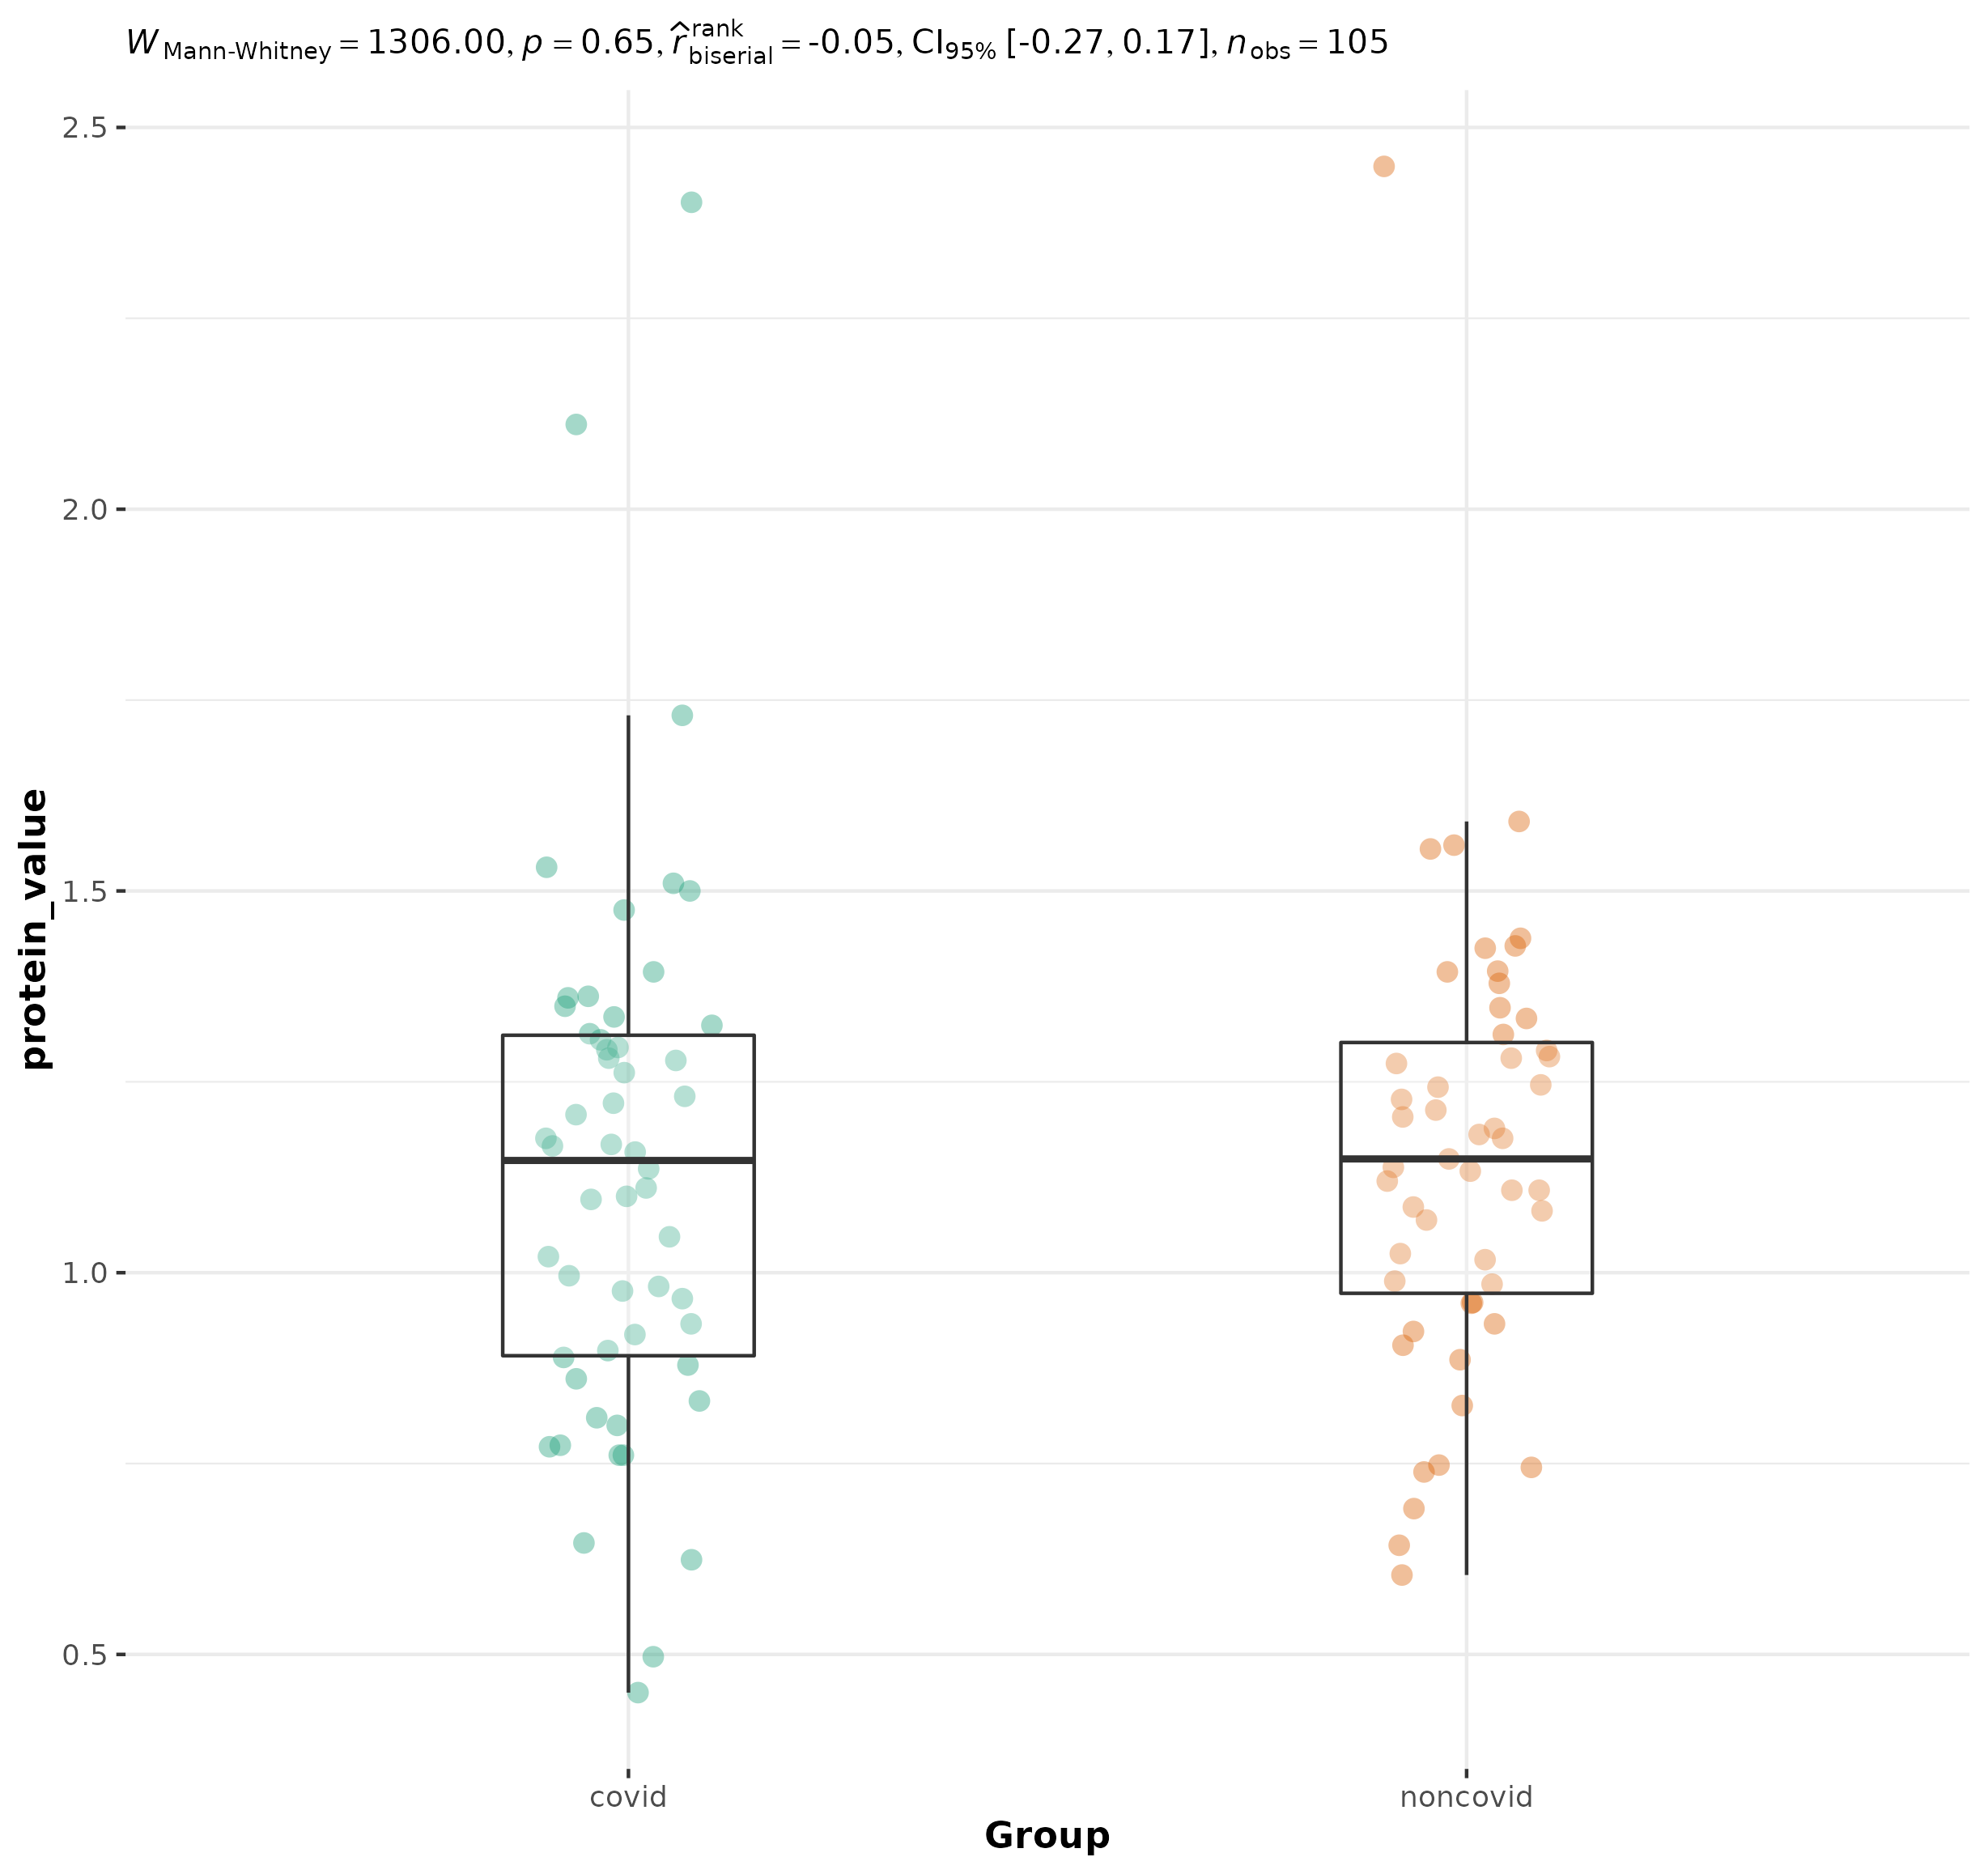 W Mann-Whitney = 1306.00, p = 0.65, r̂ rank biserial = -0.05, CI95% [-0.27, 0.17], nobs = 105
2.5
2.0
1.5
1.0
0.5
protein_value
covid noncovid
Group